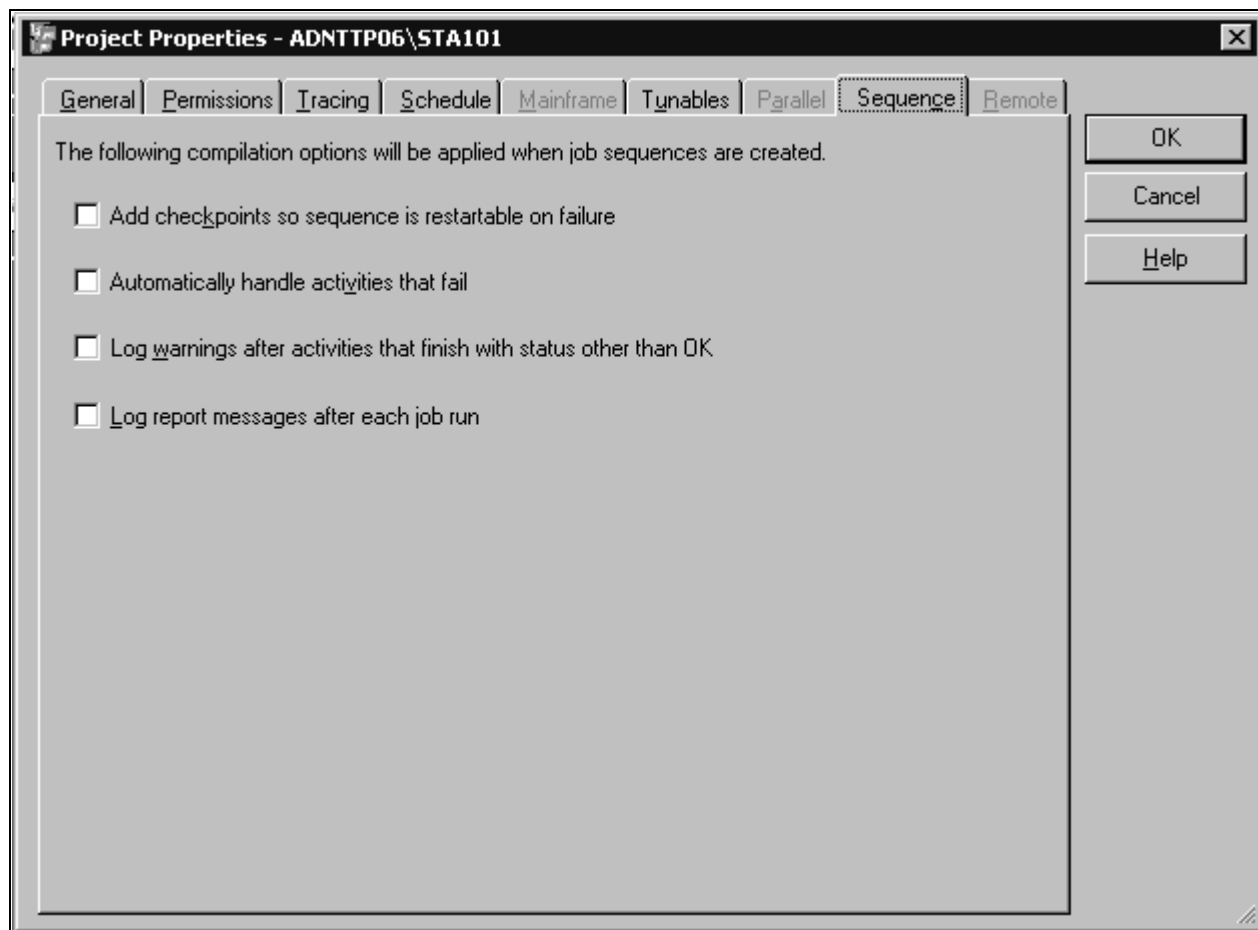 Project Properties - ADNTTP06\STA101
General Permissions Tracing Schedule Mainframe Tunables Parallel Sequence Remote
The following compilation options will be applied when job sequences are created.
Add checkpoints so sequence is restartable on failure
Automatically handle activities that fail
Log warnings after activities that finish with status other than OK
Log report messages after each job run
OK
Cancel
Help